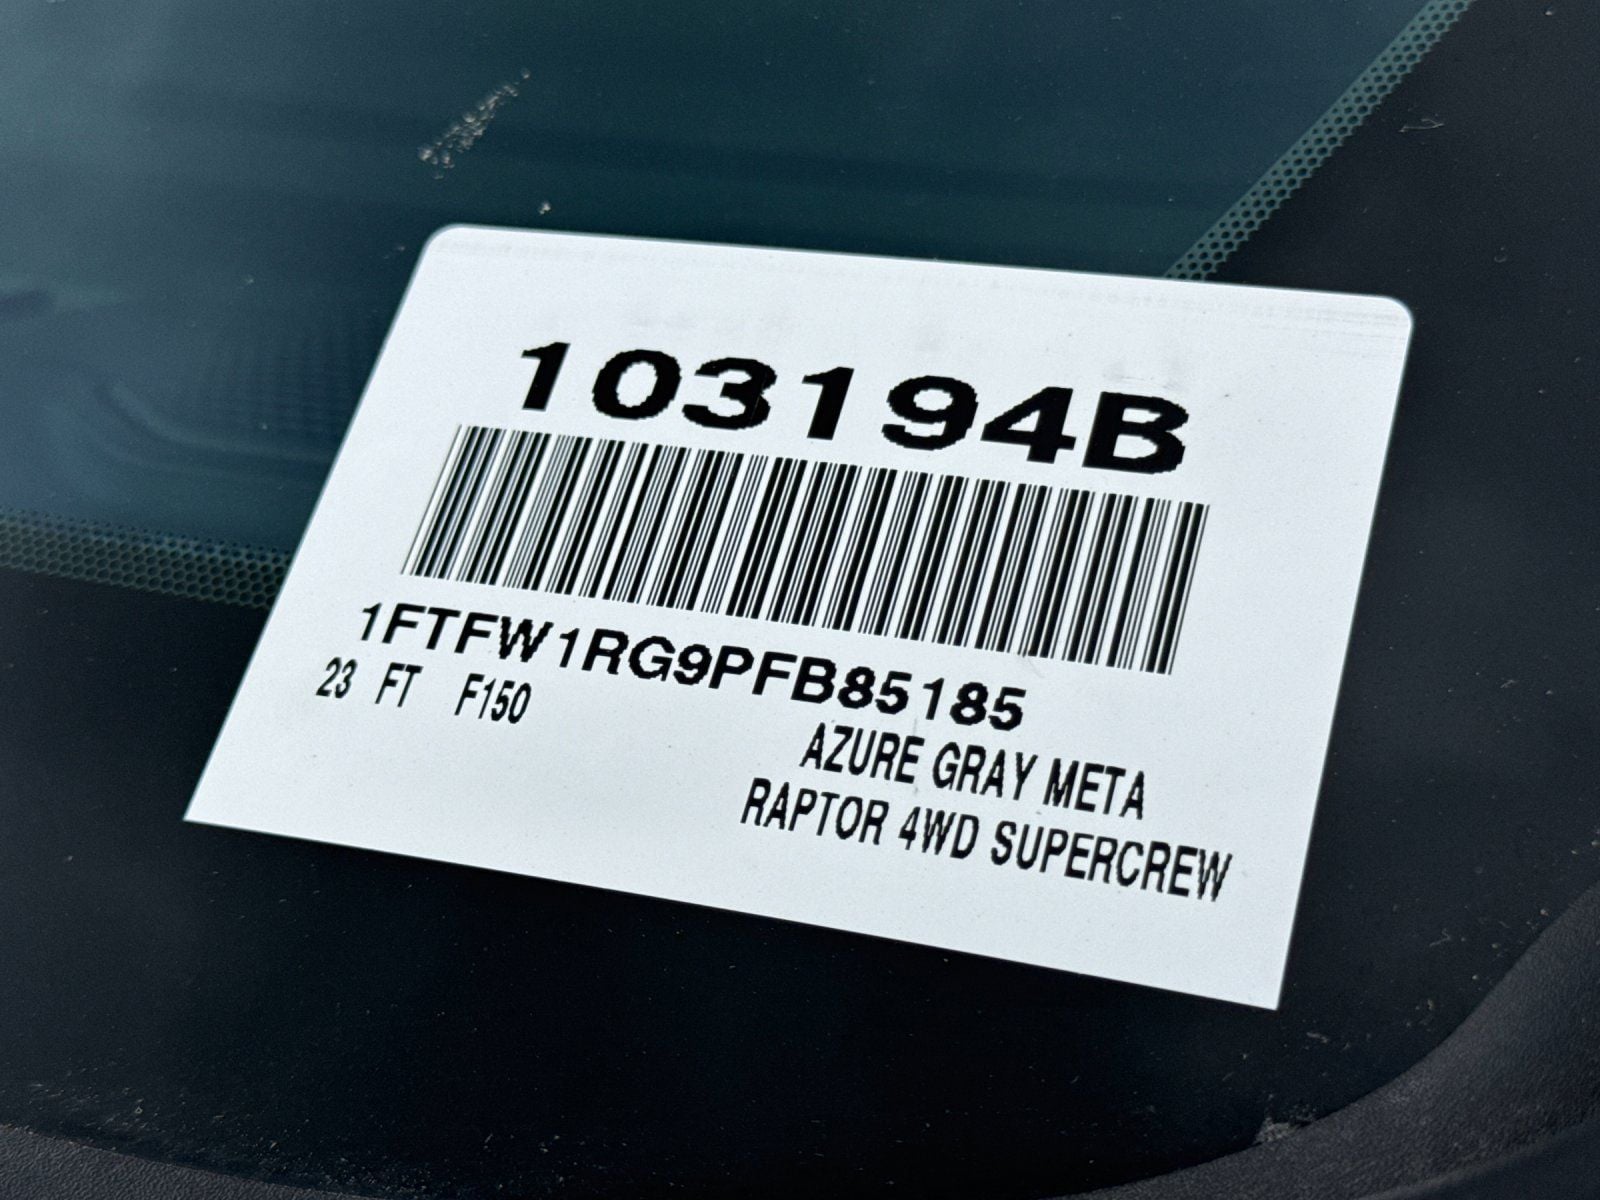 103194B
1FTFW1RG9PFB85185
23 FT F150
AZURE GRAY META
RAPTOR 4WD SUPERCREW